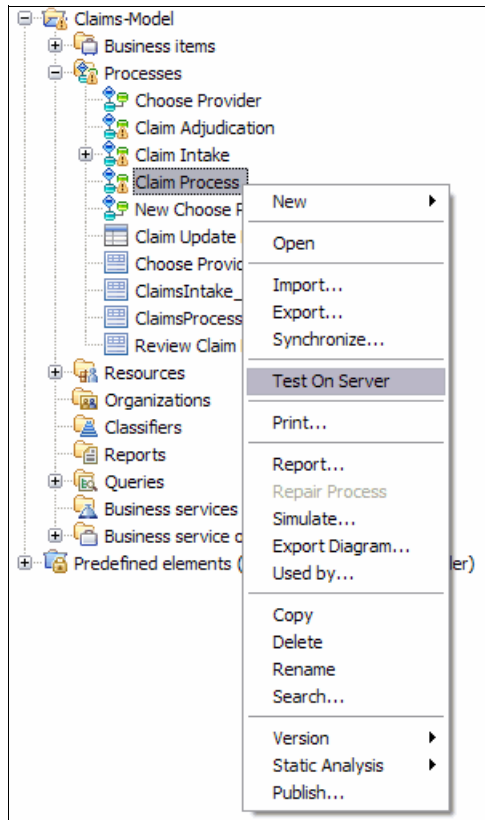 Claims-Model
Business items
Processes
Choose Provider
Claim Adjudication
Claim Intake
Claim Process
New Choose
Claim Update
Choose
ClaimsIntake_
ClaimsProcess
Review Claim
Resources
Organizations
Classifiers
Reports
Queries
Business services
Business service
Predefined elements (
New
Open
Import...
Export...
Synchronize...
Test On Server
Print...
Report...
Repair Process
Simulate...
Export Diagram...
Used by...
Copy
Delete
Rename
Search...
Version
Static Analysis
Publish...